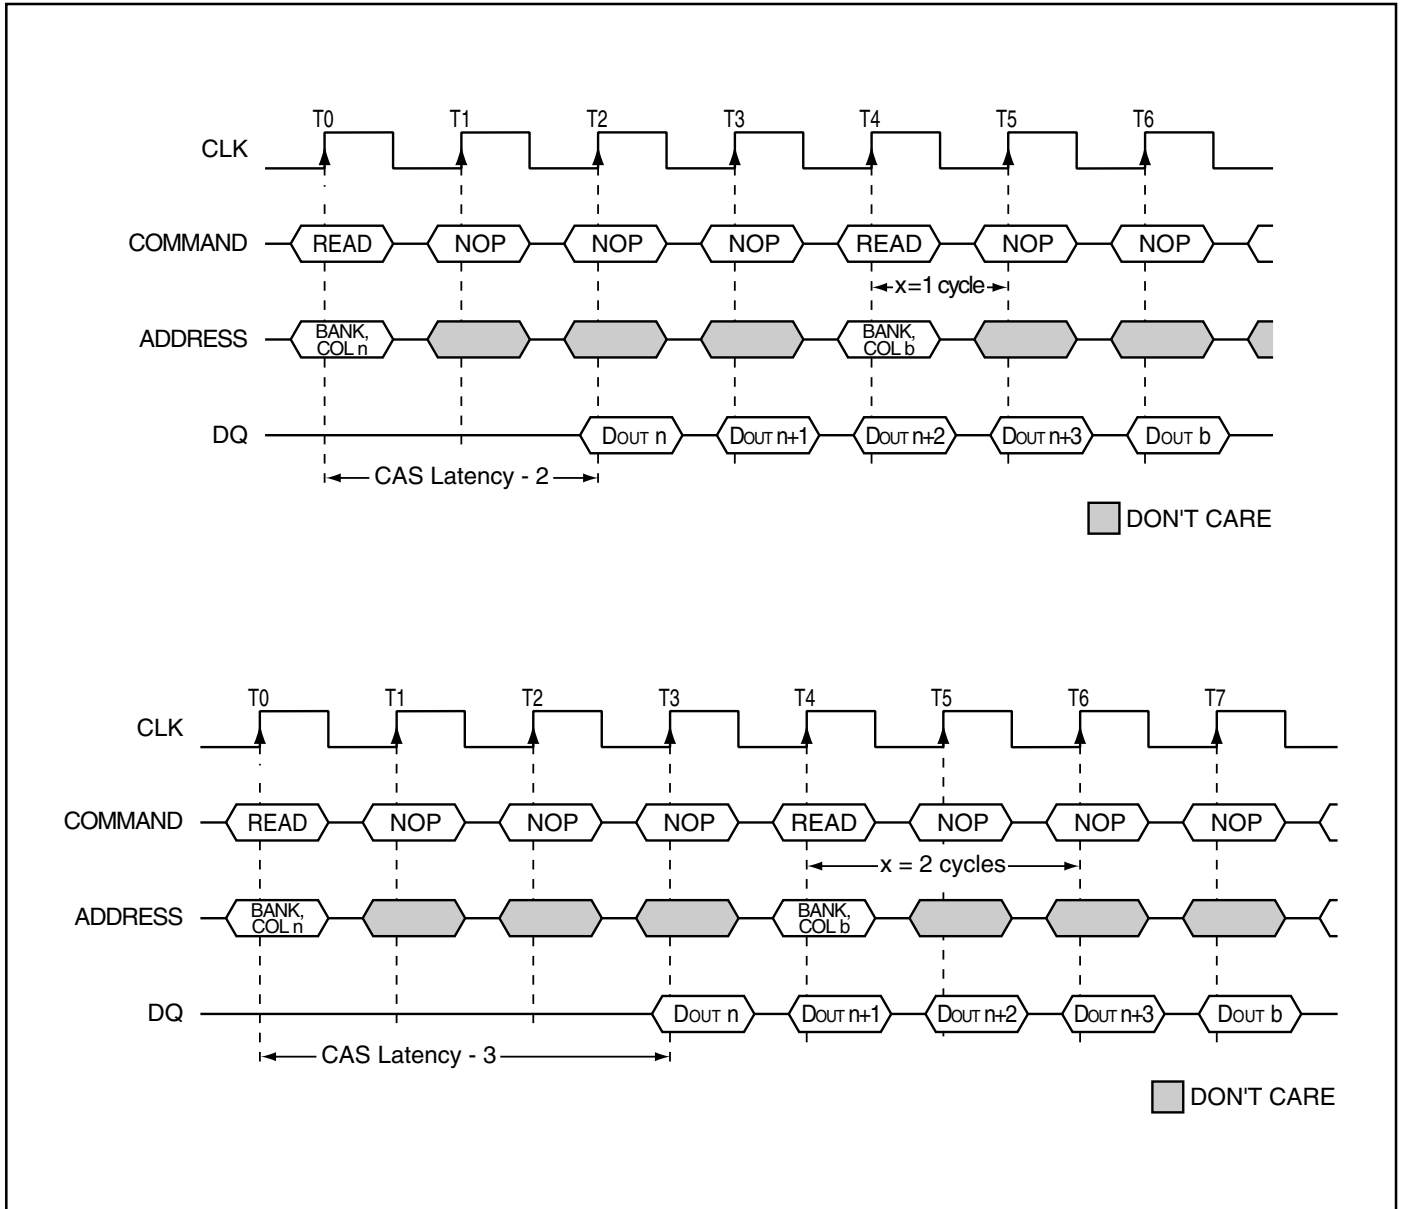 T0 T1 T2 T3 T4 T5 T6
CLK
COMMAND READ NOP NOP NOP READ NOP NOP
x=1 cycle
ADDRESS BANK, COL n BANK, COL b
DQ DOUT n DOUT n+1 DOUT n+2 DOUT n+3 DOUT b
CAS Latency - 2
DON'T CARE
T0 T1 T2 T3 T4 T5 T6 T7
CLK
COMMAND READ NOP NOP NOP READ NOP NOP NOP
x = 2 cycles
ADDRESS BANK, COL n BANK, COL b
DQ DOUT n DOUT n+1 DOUT n+2 DOUT n+3 DOUT b
CAS Latency - 3
DON'T CARE